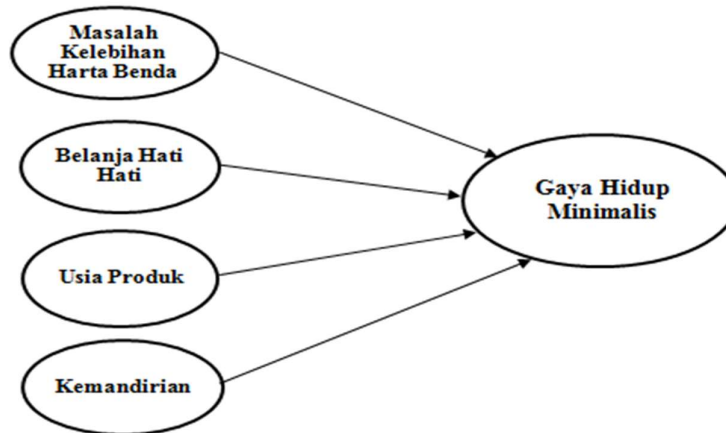 Masalah
Kelebihan
Harta Benda
Belanja Hati
Hati
Usia Produk
Kemandirian
Gaya Hidup
Minimalis